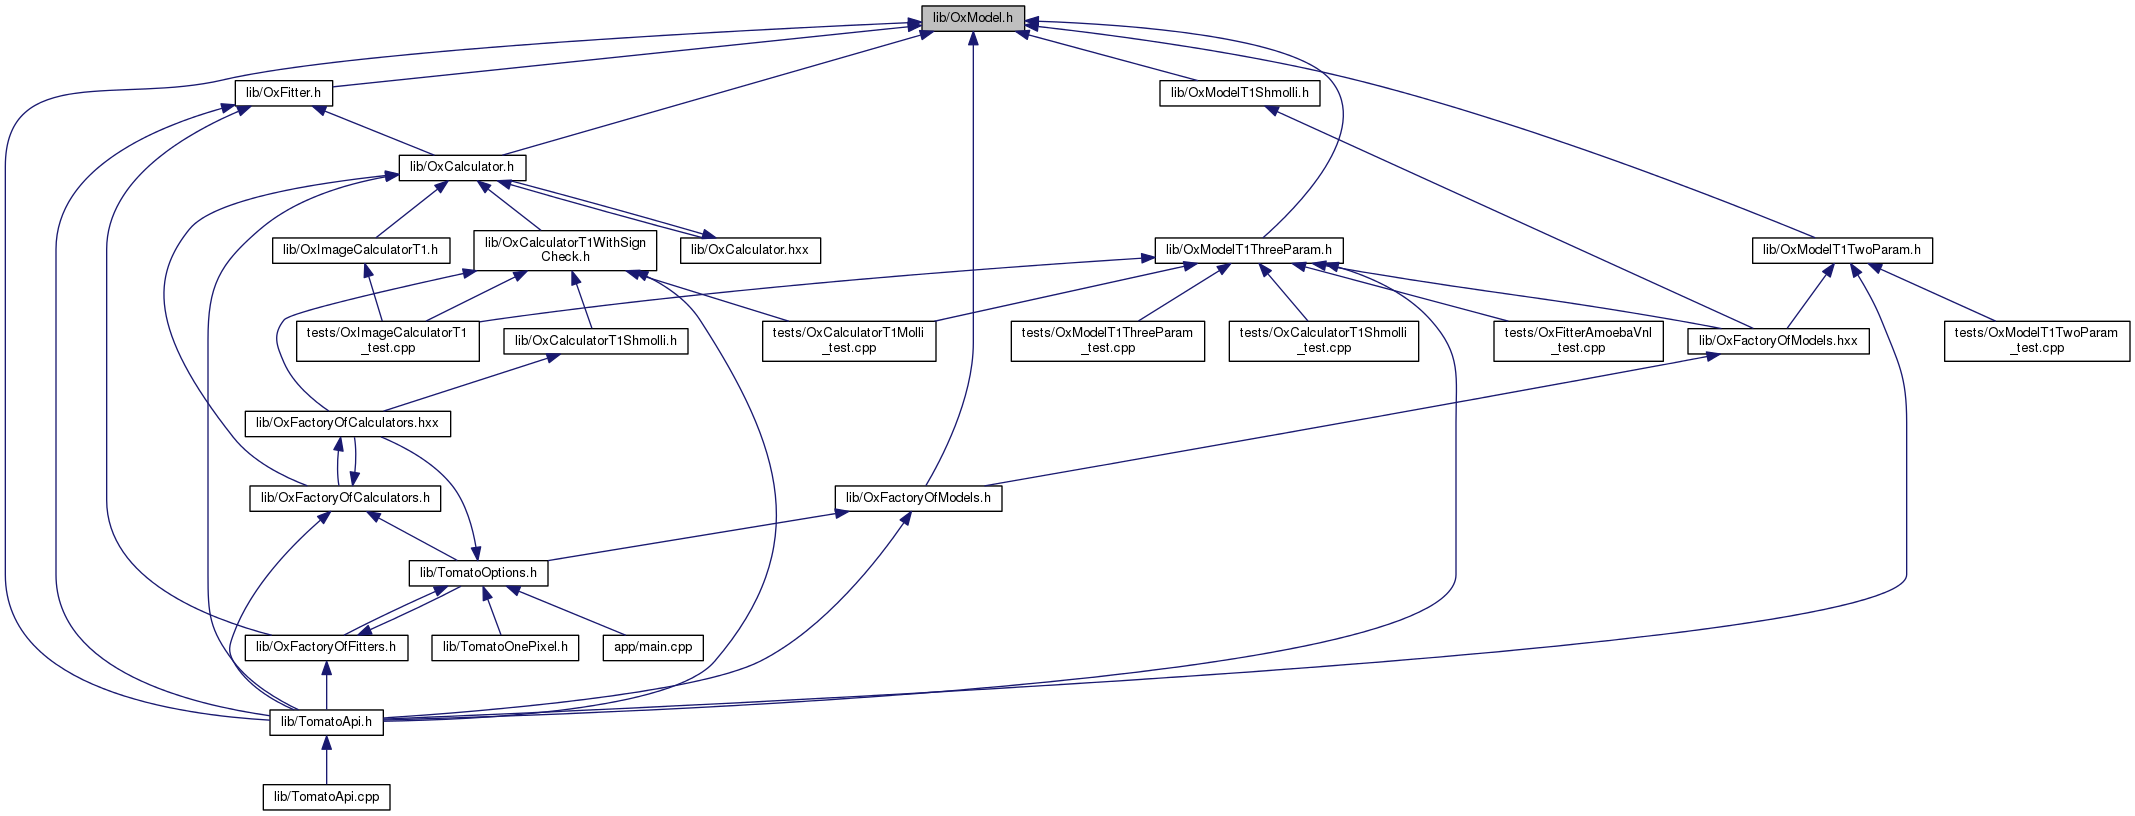 lib/OxModel.h
lib/OxFitter.h
lib/OxModelT1Shmolli.h
lib/OxCalculator.h
lib/OxImageCalculatorT1.h
lib/OxCalculatorT1WithSign
Check.h
lib/OxCalculator.hxx
lib/OxModelT1ThreeParam.h
lib/OxModelT1TwoParam.h
tests/OxImageCalculatorT1
_test.cpp
lib/OxCalculatorT1Shmolli.h
tests/OxCalculatorT1Molli
_test.cpp
tests/OxModelT1ThreeParam
_test.cpp
tests/OxCalculatorT1Shmolli
_test.cpp
tests/OxFitterAmoebaVnl
_test.cpp
lib/OxFactoryOfModels.hxx
tests/OxModelT1TwoParam
_test.cpp
lib/OxFactoryOfCalculators.hxx
lib/OxFactoryOfCalculators.h
lib/OxFactoryOfModels.h
lib/TomatoOptions.h
lib/OxFactoryOfFitters.h
lib/TomatoOnePixel.h
app/main.cpp
lib/TomatoApi.h
lib/TomatoApi.cpp